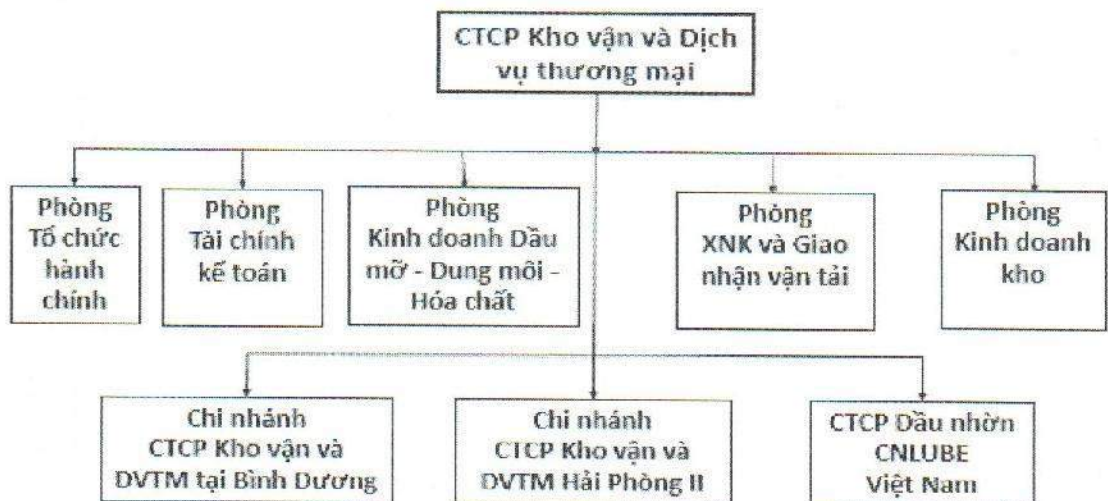 CTCP Kho vận và Dịch
vụ thương mại
Phòng
Tổ chức
hành
chính
Phòng
Tài chính
kế toán
Phòng
Kinh doanh Dầu
mỡ - Dung môi -
Hóa chất
Phòng
XNK và Giao
nhận vận tải
Phòng
Kinh doanh
kho
Chi nhánh
CTCP Kho vận và
DVTM tại Bình Dương
Chi nhánh
CTCP Kho vận và
DVTM Hải Phòng II
CTCP Dầu nhờn
CNLUBE
Việt Nam